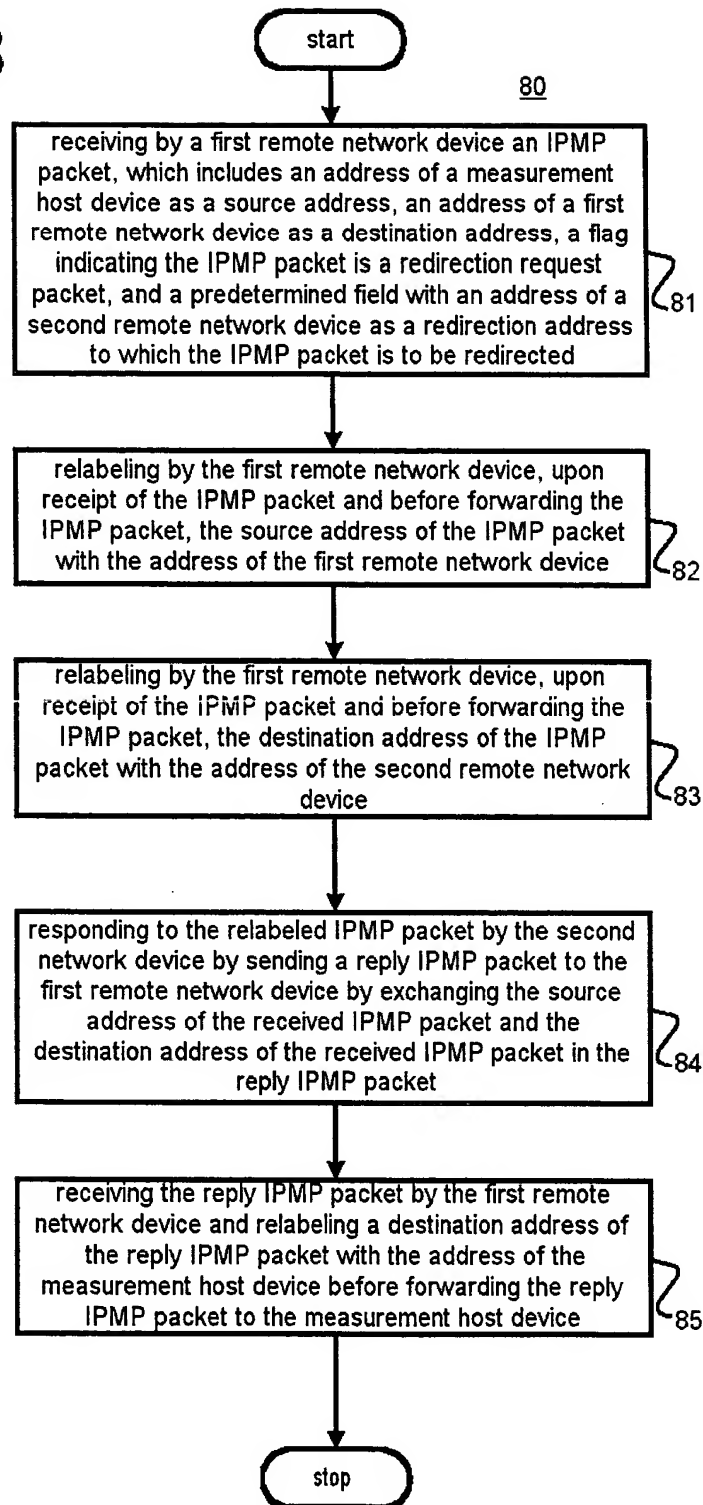 start
80
receiving by a first remote network device an IPMP
packet, which includes an address of a measurement
host device as a source address, an address of a first
remote network device as a destination address, a flag
indicating the IPMP packet is a redirection request
packet, and a predetermined field with an address of a
second remote network device as a redirection address
to which the IPMP packet is to be redirected
81
relabeling by the first remote network device, upon
receipt of the IPMP packet and before forwarding the
IPMP packet, the source address of the IPMP packet
with the address of the first remote network device
82
relabeling by the first remote network device, upon
receipt of the IPMP packet and before forwarding the
IPMP packet, the destination address of the IPMP
packet with the address of the second remote network
device
83
responding to the relabeled IPMP packet by the second
network device by sending a reply IPMP packet to the
first remote network device by exchanging the source
address of the received IPMP packet and the
destination address of the received IPMP packet in the
reply IPMP packet
84
receiving the reply IPMP packet by the first remote
network device and relabeling a destination address of
the reply IPMP packet with the address of the
measurement host device before forwarding the reply
IPMP packet to the measurement host device
85
stop